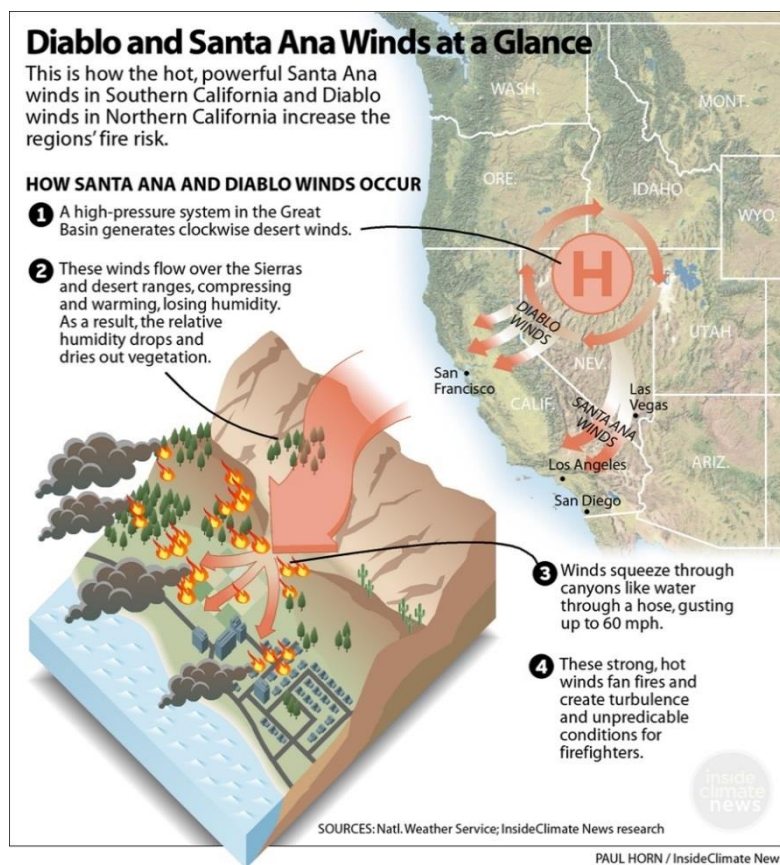 Diablo and Santa Ana Winds at a Glance
This is how the hot, powerful Santa Ana
winds in Southern California and Diablo
winds in Northern California increase the
regions' fire risk.
HOW SANTA ANA AND DIABLO WINDS OCCUR
1 A high-pressure system in the Great
Basin generates clockwise desert winds.
2 These winds flow over the Sierras
and desert ranges, compressing
and warming, losing humidity.
As a result, the relative
humidity drops and
dries out vegetation.
WASH.
MONT.
ORE.
IDAHO
WYO.
H
DIABLO
WINDS
NEV.
UTAH
San
Francisco
CALIF.
Las
Vegas
SANTA ANA
WINDS
ARIZ.
Los Angeles
San Diego
3 Winds squeeze through
canyons like water
through a hose, gusting
up to 60 mph.
4 These strong, hot
winds fan fires and
create turbulence
and unpredicable
conditions for
firefighters.
inside
climate
news
SOURCES: Natl. Weather Service; InsideClimate News research
PAUL HORN / InsideClimate New